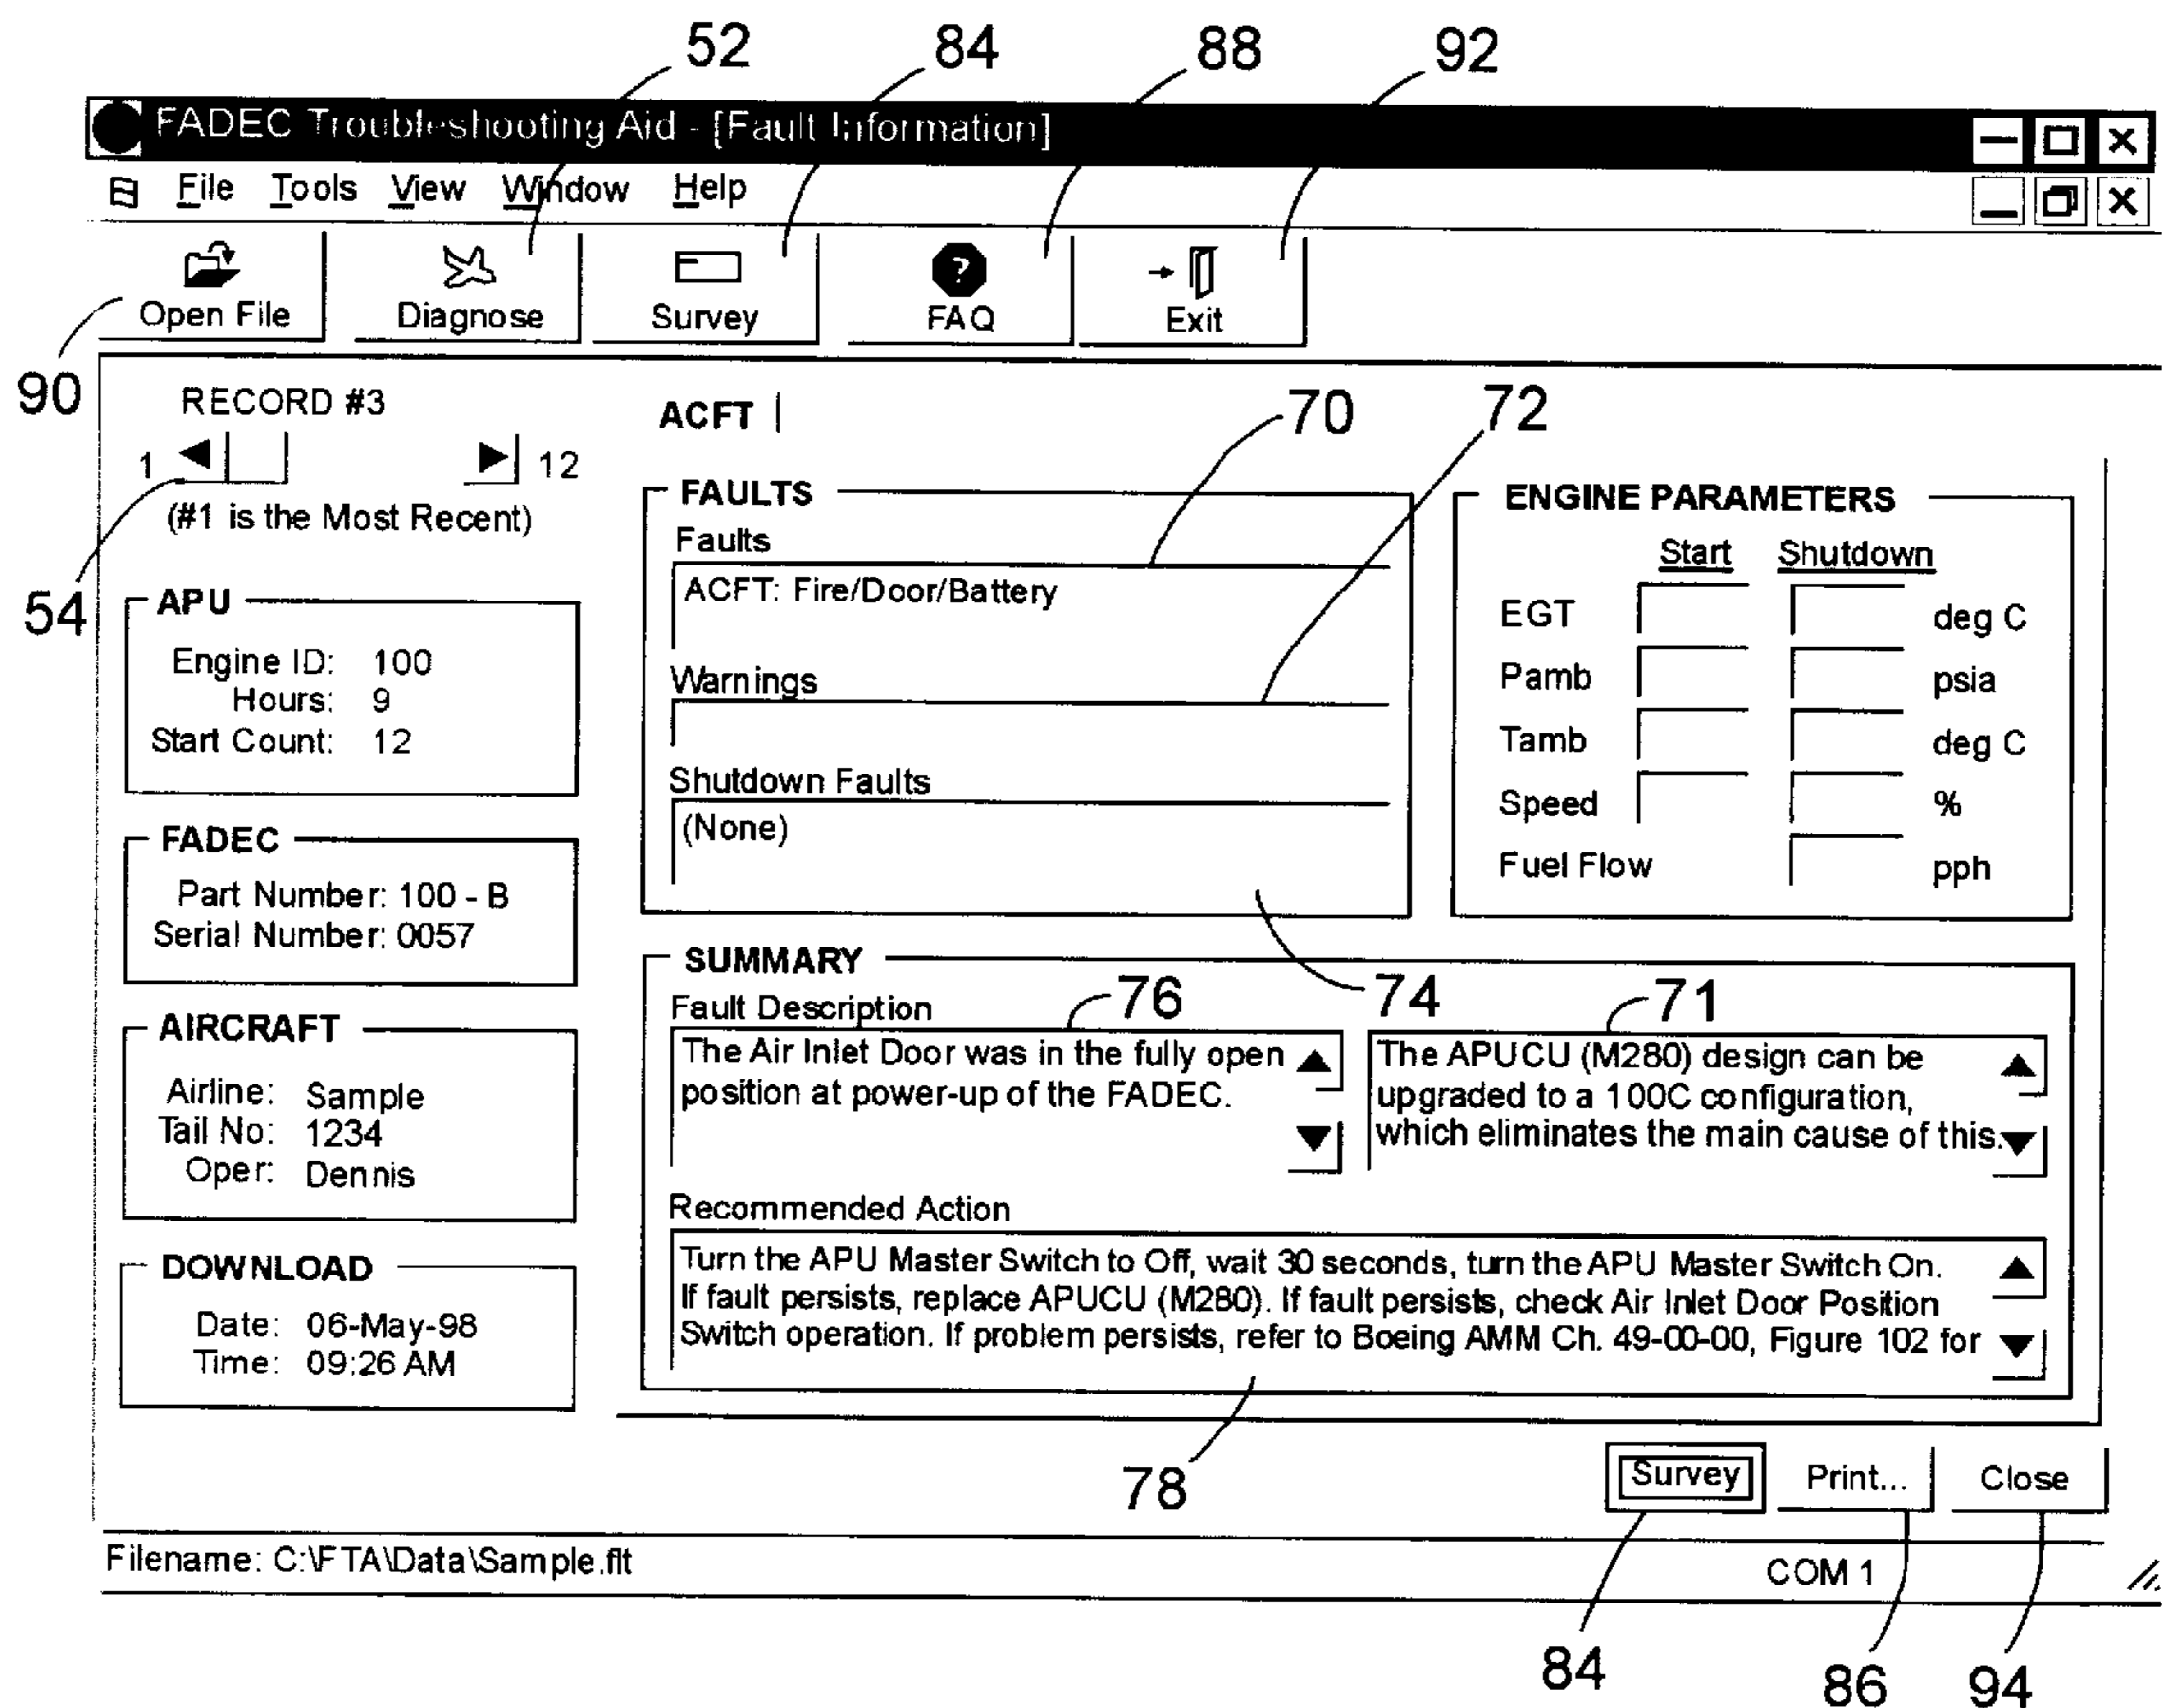 52 84 88 92
FADEC Troubleshooting Aid - [Fault Information]
File Tools View Window Help
Open File Diagnose Survey FAQ Exit
90
RECORD #3
1 12
(#1 is the Most Recent)
54
APU
Engine ID: 100
Hours: 9
Start Count: 12
FADEC
Part Number: 100 - B
Serial Number: 0057
AIRCRAFT
Airline: Sample
Tail No: 1234
Oper: Dennis
DOWNLOAD
Date: 06-May-98
Time: 09:26 AM
ACFT
70 72
FAULTS
Faults
ACFT: Fire/Door/Battery
Warnings
Shutdown Faults
(None)
74
ENGINE PARAMETERS
Start Shutdown
EGT deg C
Pamb psia
Tamb deg C
Speed %
Fuel Flow pph
SUMMARY
Fault Description
76
The Air Inlet Door was in the fully open
position at power-up of the FADEC.
71
The APUCU (M280) design can be
upgraded to a 100C configuration,
which eliminates the main cause of this.
Recommended Action
Turn the APU Master Switch to Off, wait 30 seconds, turn the APU Master Switch On.
If fault persists, replace APUCU (M280). If fault persists, check Air Inlet Door Position
Switch operation. If problem persists, refer to Boeing AMM Ch. 49-00-00, Figure 102 for
78
Survey Print... Close
Filename: C:\FTA\Data\Sample.flt COM 1
84 86 94